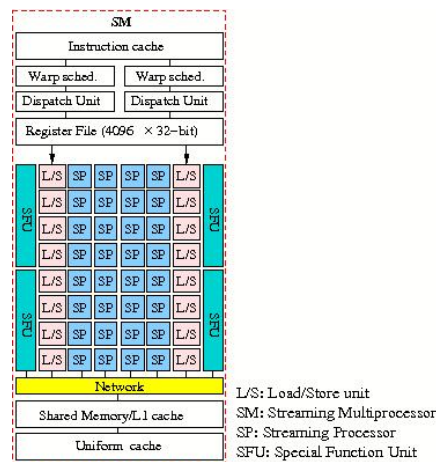 SM
Instruction cache
Warp sched. Warp sched.
Dispatch Unit Dispatch Unit
Register File (4096 × 32-bit)
L/S SP SP SP SP L/S
L/S SP SP SP SP L/S
SFU SFU
L/S SP SP SP SP L/S
L/S SP SP SP SP L/S
L/S SP SP SP SP L/S
L/S SP SP SP SP L/S
SFU SFU
L/S SP SP SP SP L/S
L/S SP SP SP SP L/S
Network
Shared Memory/L1 cache
Uniform cache
L/S: Load/Store unit
SM: Streaming Multiprocessor
SP: Streaming Processor
SFU: Special Function Unit